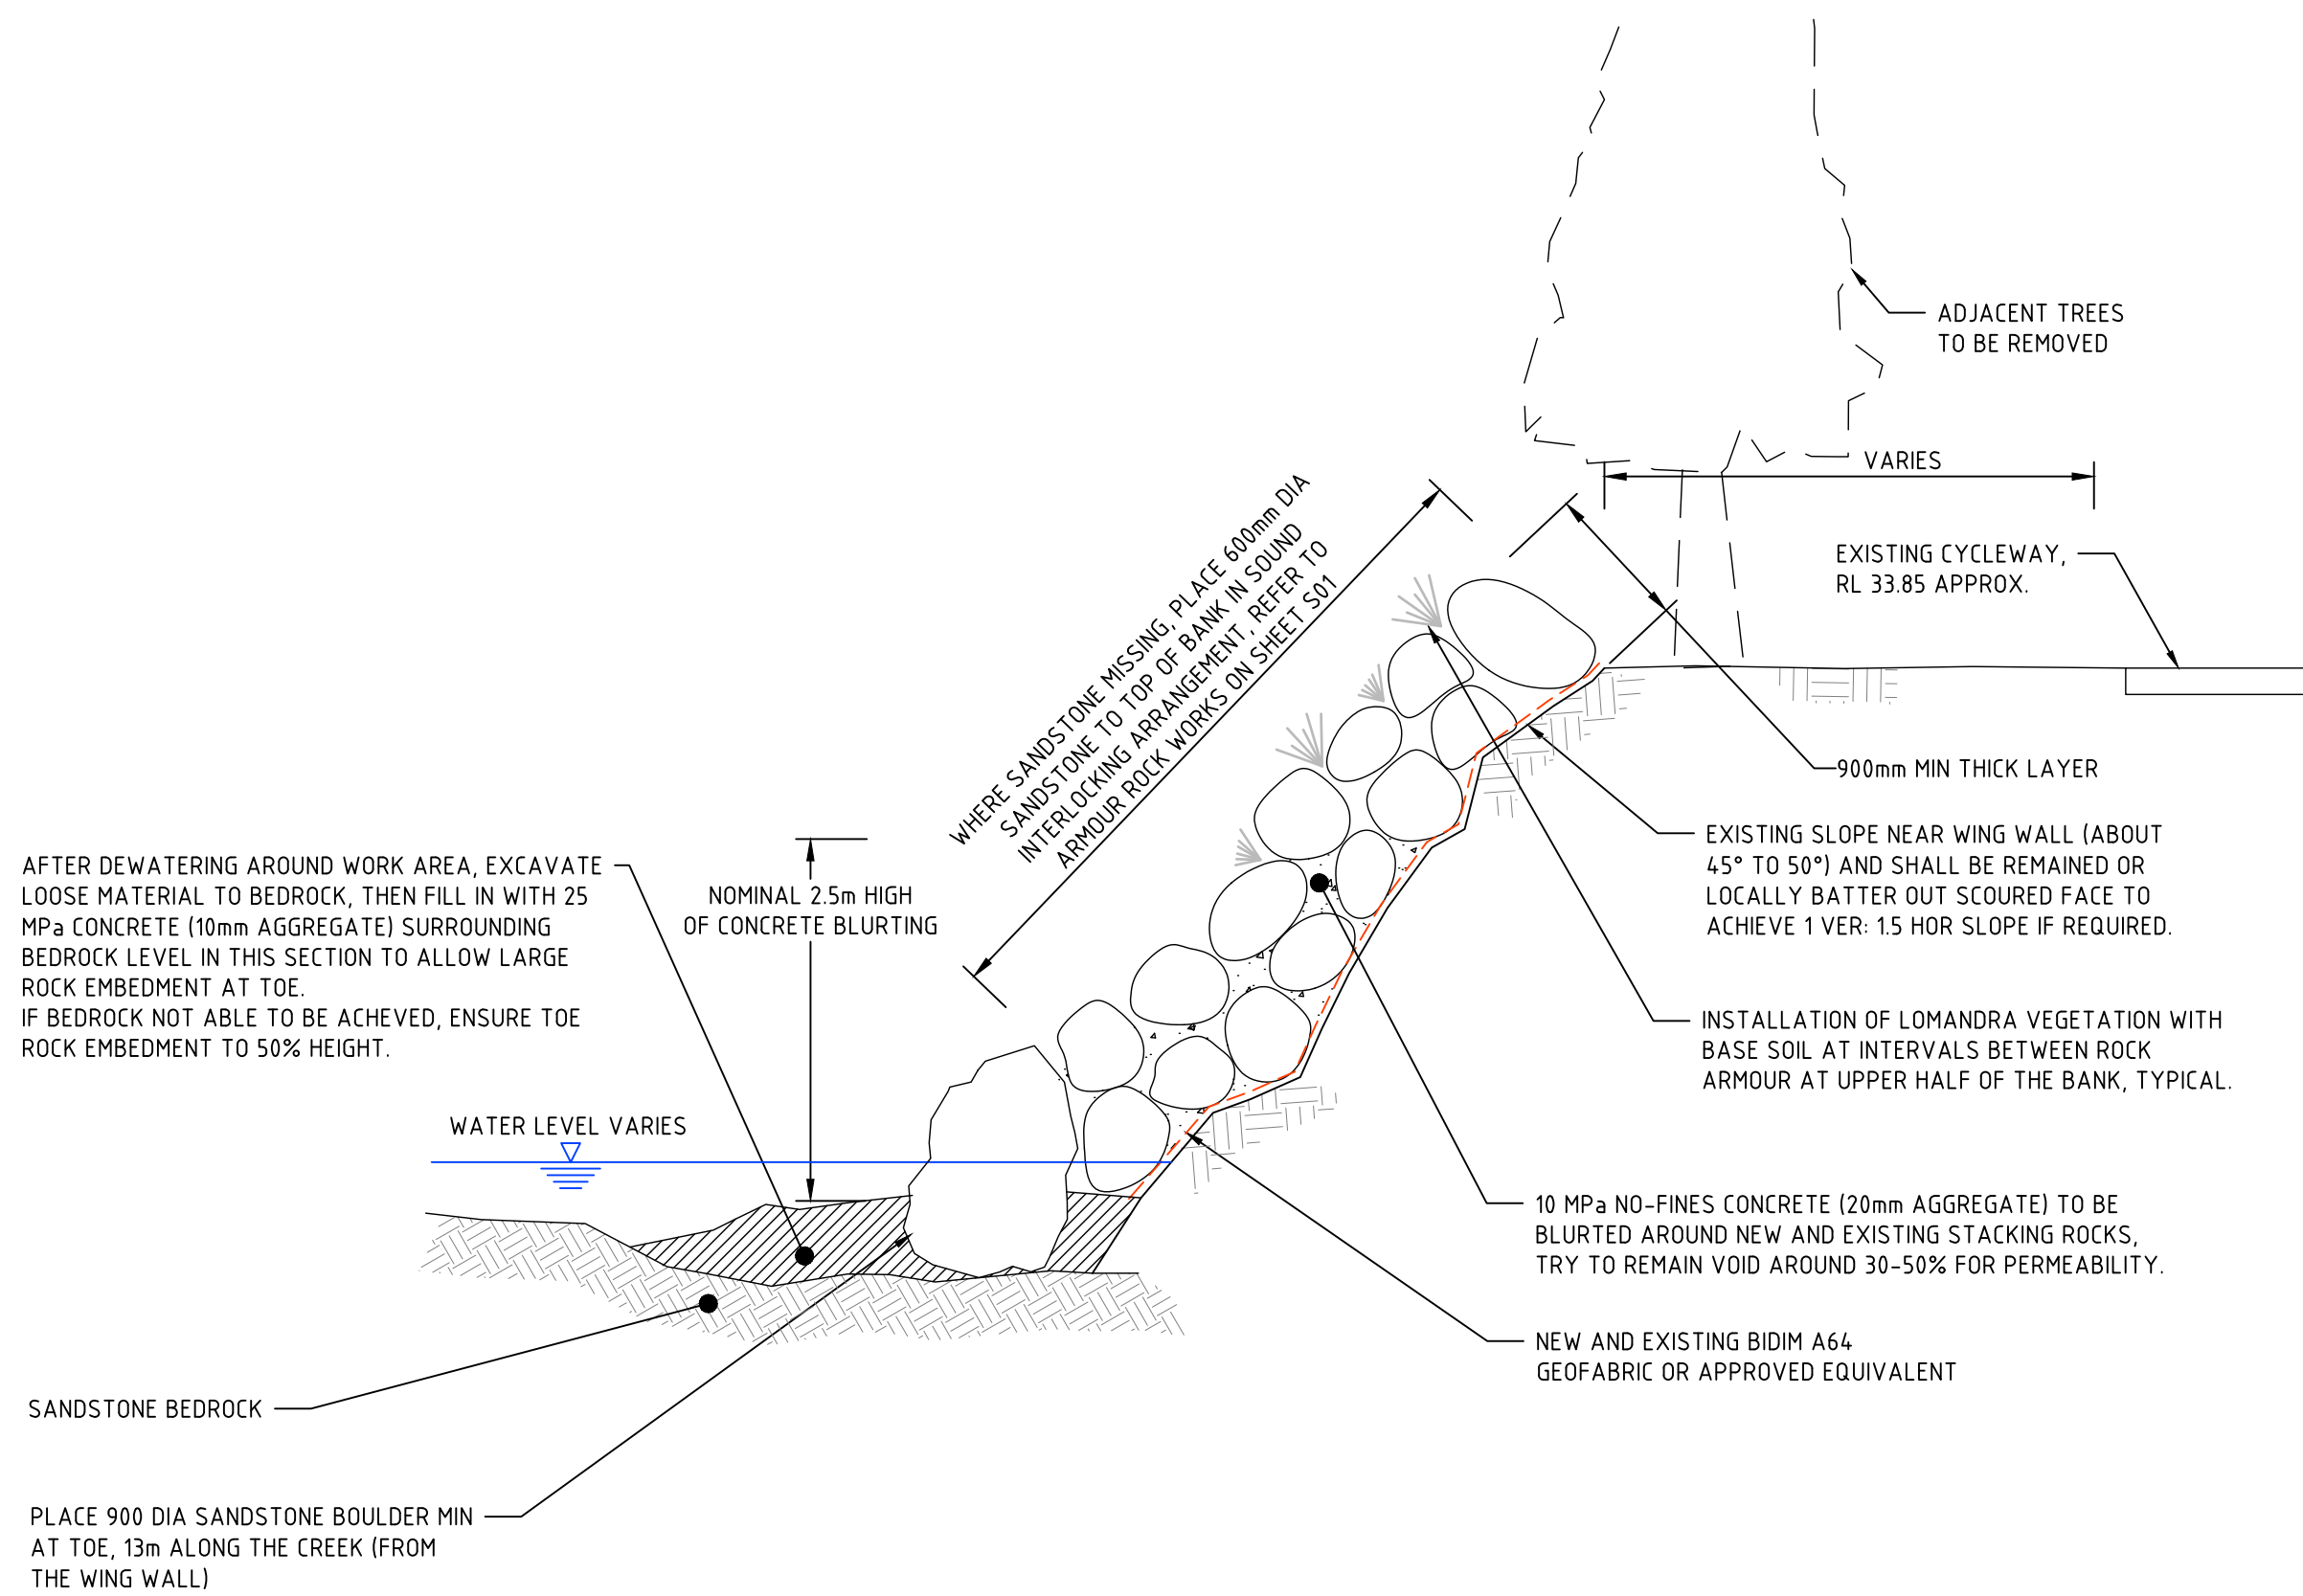 ADJACENT TREES
TO BE REMOVED
VARIES
EXISTING CYCLEWAY,
RL 33.85 APPROX.
WHERE SANDSTONE MISSING, PLACE 600mm DIA
SANDSTONE TO TOP OF BANK IN SOUND
INTERLOCKING ARRANGEMENT, REFER TO
ARMOUR ROCK WORKS ON SHEET S01
900mm MIN THICK LAYER
EXISTING SLOPE NEAR WING WALL (ABOUT
45° TO 50°) AND SHALL BE REMAINED OR
LOCALLY BATTER OUT SCOURED FACE TO
ACHIEVE 1 VER: 1.5 HOR SLOPE IF REQUIRED.
AFTER DEWATERING AROUND WORK AREA, EXCAVATE
LOOSE MATERIAL TO BEDROCK, THEN FILL IN WITH 25
MPa CONCRETE (10mm AGGREGATE) SURROUNDING
BEDROCK LEVEL IN THIS SECTION TO ALLOW LARGE
ROCK EMBEDMENT AT TOE.
IF BEDROCK NOT ABLE TO BE ACHEVED, ENSURE TOE
ROCK EMBEDMENT TO 50% HEIGHT.
NOMINAL 2.5m HIGH
OF CONCRETE BLURTING
INSTALLATION OF LOMANDRA VEGETATION WITH
BASE SOIL AT INTERVALS BETWEEN ROCK
ARMOUR AT UPPER HALF OF THE BANK, TYPICAL.
WATER LEVEL VARIES
10 MPa NO-FINES CONCRETE (20mm AGGREGATE) TO BE
BLURTED AROUND NEW AND EXISTING STACKING ROCKS,
TRY TO REMAIN VOID AROUND 30-50% FOR PERMEABILITY.
NEW AND EXISTING BIDIM A64
GEOFABRIC OR APPROVED EQUIVALENT
SANDSTONE BEDROCK
PLACE 900 DIA SANDSTONE BOULDER MIN
AT TOE, 13m ALONG THE CREEK (FROM
THE WING WALL)